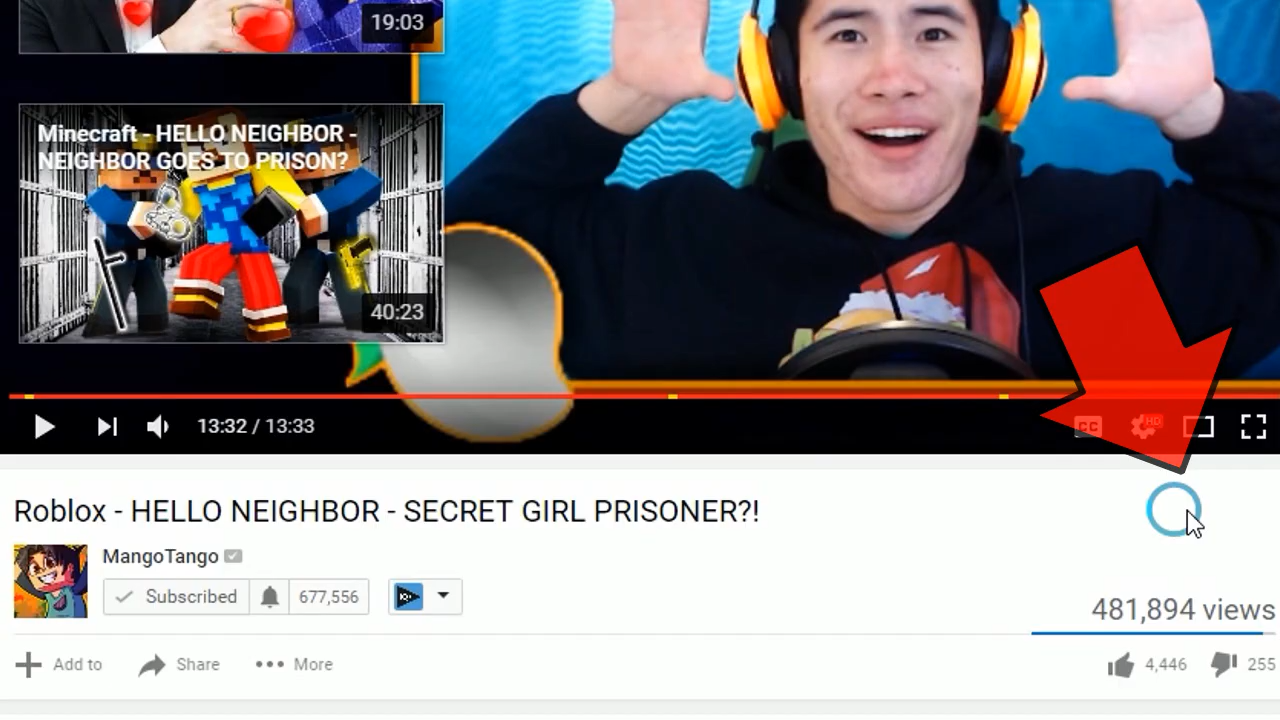 19:03
Minecraft - HELLO NEIGHBOR -
NEIGHBOR GOES TO PRISON?
40:23
13:32 / 13:33
CC
HD
Roblox - HELLO NEIGHBOR - SECRET GIRL PRISONER?!
MangoTango
Subscribed
677,556
481,894 views
Add to
Share
More
4,446
255